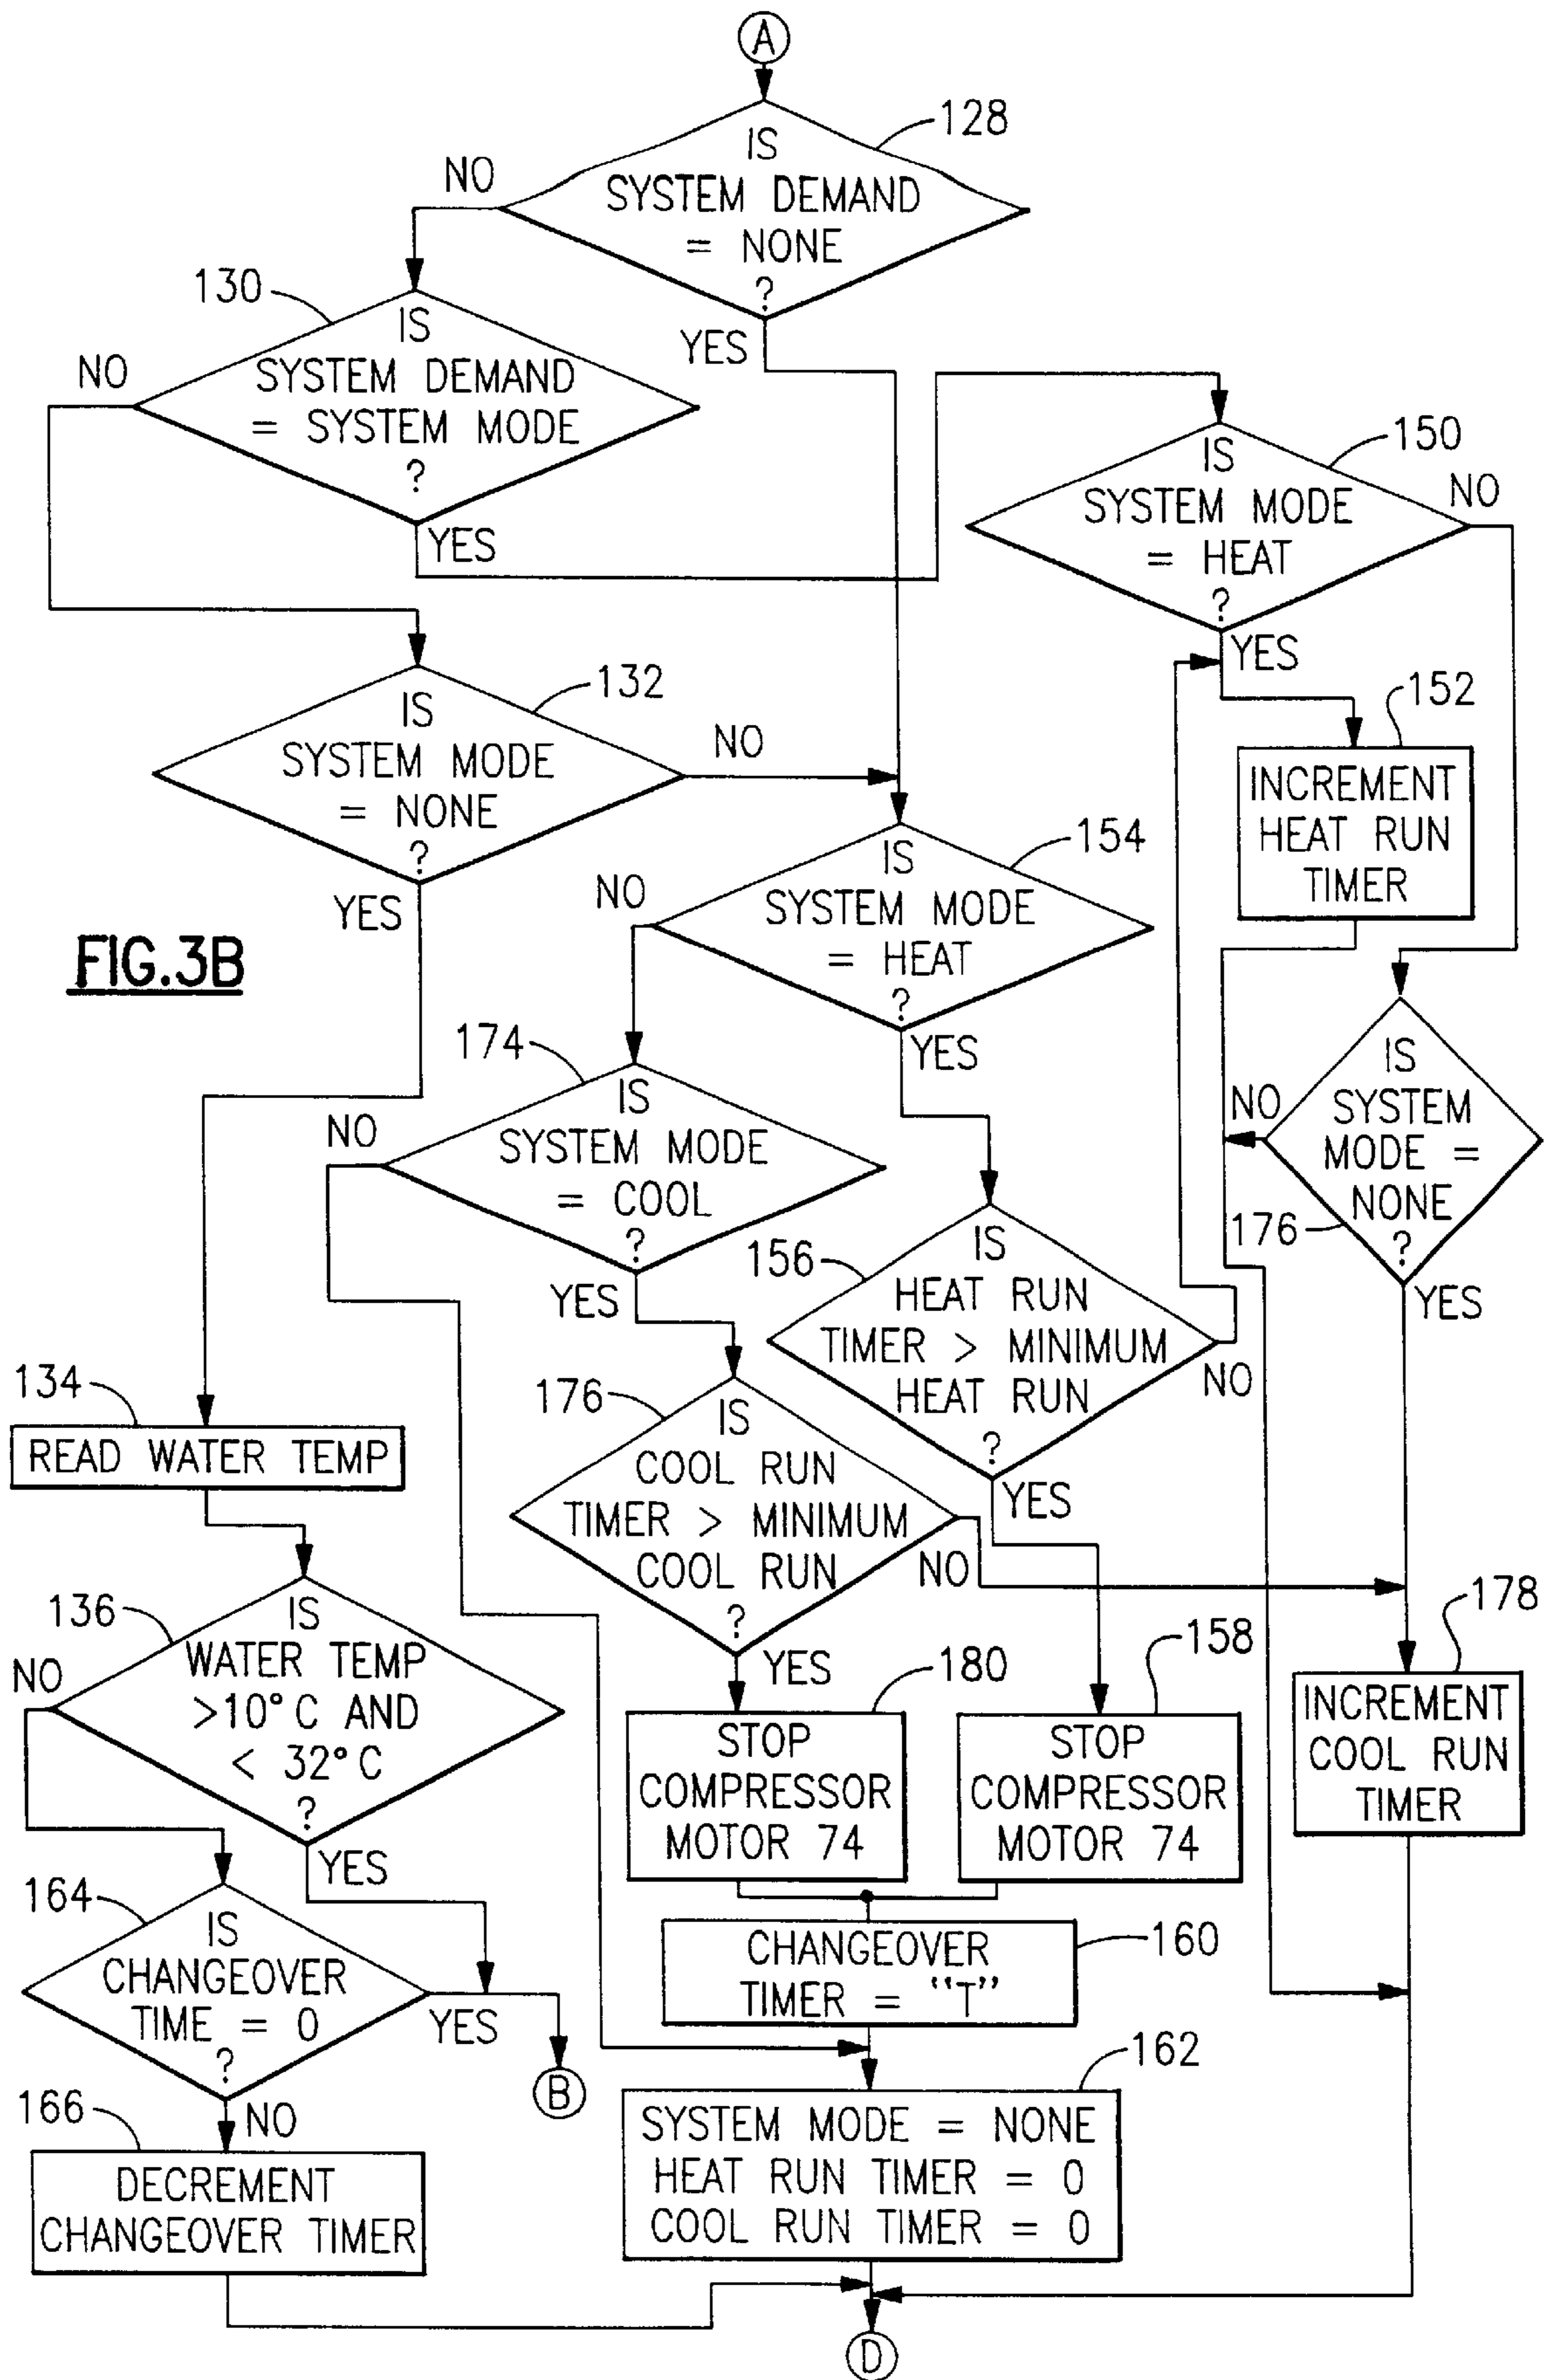 A
IS
SYSTEM DEMAND
= NONE
?
128
NO
YES
130
IS
SYSTEM DEMAND
= SYSTEM MODE
?
NO
YES
150
IS
SYSTEM MODE
= HEAT
?
NO
YES
132
IS
SYSTEM MODE
= NONE
?
NO
YES
152
INCREMENT
HEAT RUN
TIMER
154
IS
SYSTEM MODE
= HEAT
?
NO
YES
FIG.3B
174
IS
SYSTEM MODE
= COOL
?
NO
YES
IS
SYSTEM
MODE =
NONE
?
176
NO
YES
156
IS
HEAT RUN
TIMER > MINIMUM
HEAT RUN
?
NO
YES
134
READ WATER TEMP
176
IS
COOL RUN
TIMER > MINIMUM
COOL RUN
?
NO
YES
136
IS
WATER TEMP
>10°C AND
< 32°C
?
NO
YES
180
STOP
COMPRESSOR
MOTOR 74
158
STOP
COMPRESSOR
MOTOR 74
178
INCREMENT
COOL RUN
TIMER
164
IS
CHANGEOVER
TIME = 0
?
YES
NO
B
160
CHANGEOVER
TIMER = “T”
162
SYSTEM MODE = NONE
HEAT RUN TIMER = 0
COOL RUN TIMER = 0
166
DECREMENT
CHANGEOVER TIMER
D